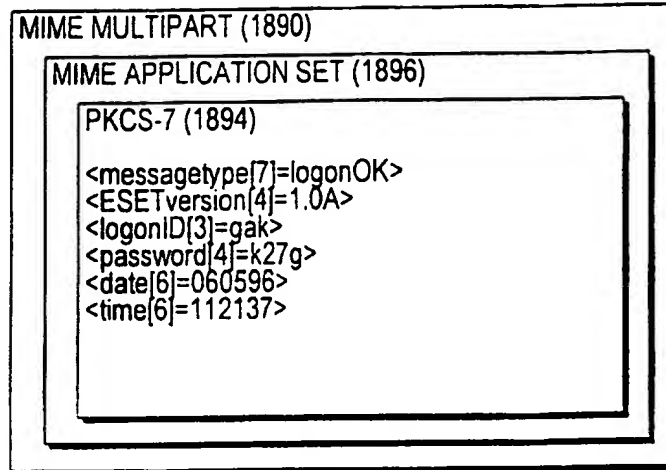 MIME MULTIPART (1890)
MIME APPLICATION SET (1896)
PKCS-7 (1894)
<messagetype[7]=logonOK>
<ESETversion[4]=1.0A>
<logonID[3]=gak>
<password[4]=k27g>
<date[6]=060596>
<time[6]=112137>